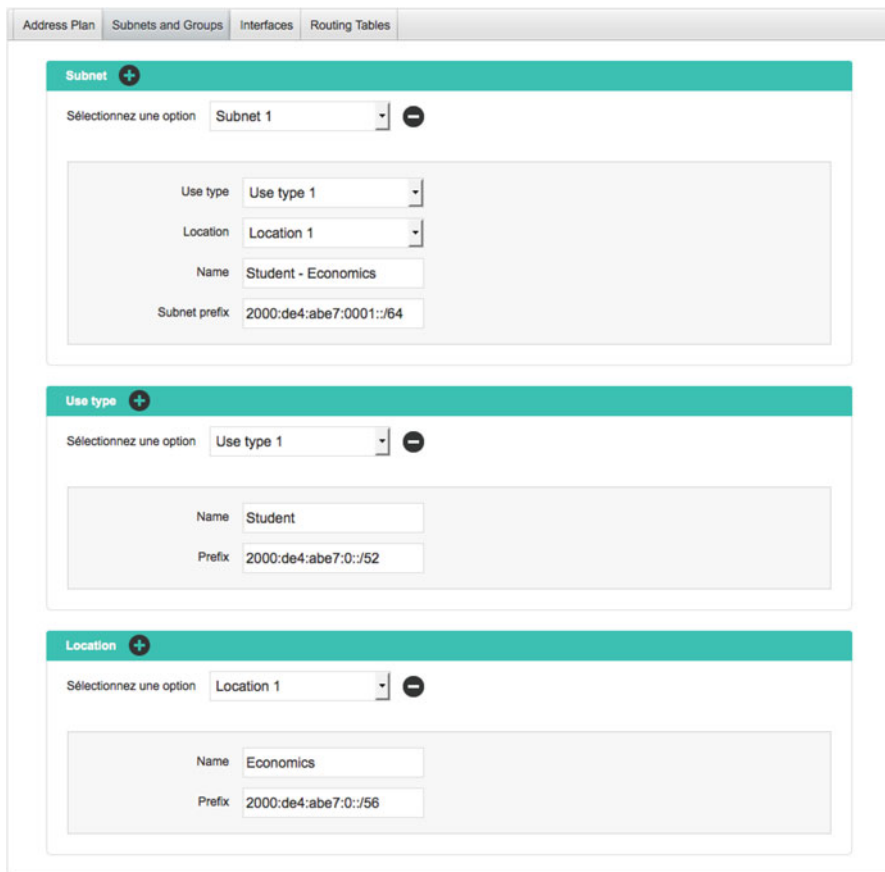 Address Plan Subnets and Groups Interfaces Routing Tables
Subnet
Sélectionnez une option Subnet 1
Use type Use type 1
Location Location 1
Name Student - Economics
Subnet prefix 2000:de4:abe7:0001::/64
Use type
Sélectionnez une option Use type 1
Name Student
Prefix 2000:de4:abe7:0::/52
Location
Sélectionnez une option Location 1
Name Economics
Prefix 2000:de4:abe7:0::/56